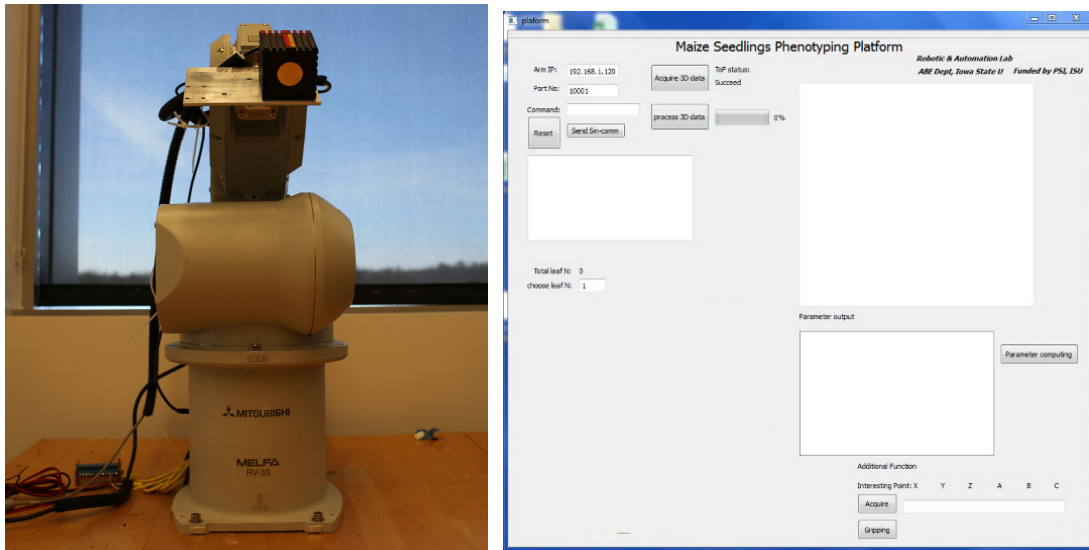 MITSUBISHI
MELFA
RV-3S
plaform
Maize Seedlings Phenotyping Platform
Robotic & Automation Lab
ABE Dept, Iowa State U Funded by PSI, ISU
Arm IP: 192.168.1.120
Port No: 10001
Acquire 3D data
ToF status:
Succeed
Command:
process 3D data
0%
Reset
Send Sin-comm
Total leaf N: 0
choose leaf N: 1
Parameter output
Parameter computing
Additional Function
Interesting Point: X Y Z A B C
Acquire
Gripping